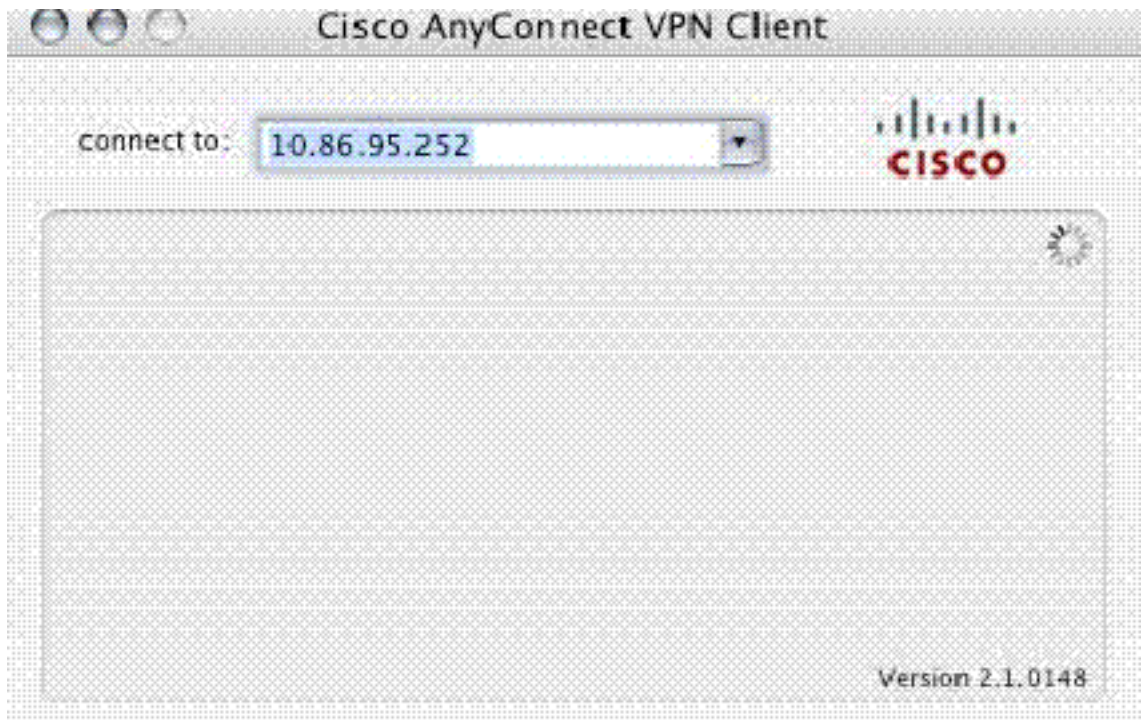 Cisco AnyConnect VPN Client
connect to: 10.86.95.252
CISCO
Version 2.1.0148